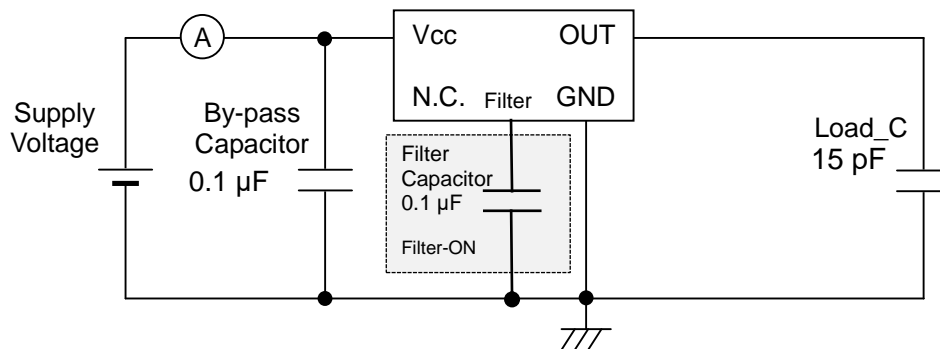 A
Vcc
OUT
N.C.
Filter
GND
Supply
Voltage
By-pass
Capacitor
0.1 µF
Filter
Capacitor
0.1 µF
Filter-ON
Load_C
15 pF